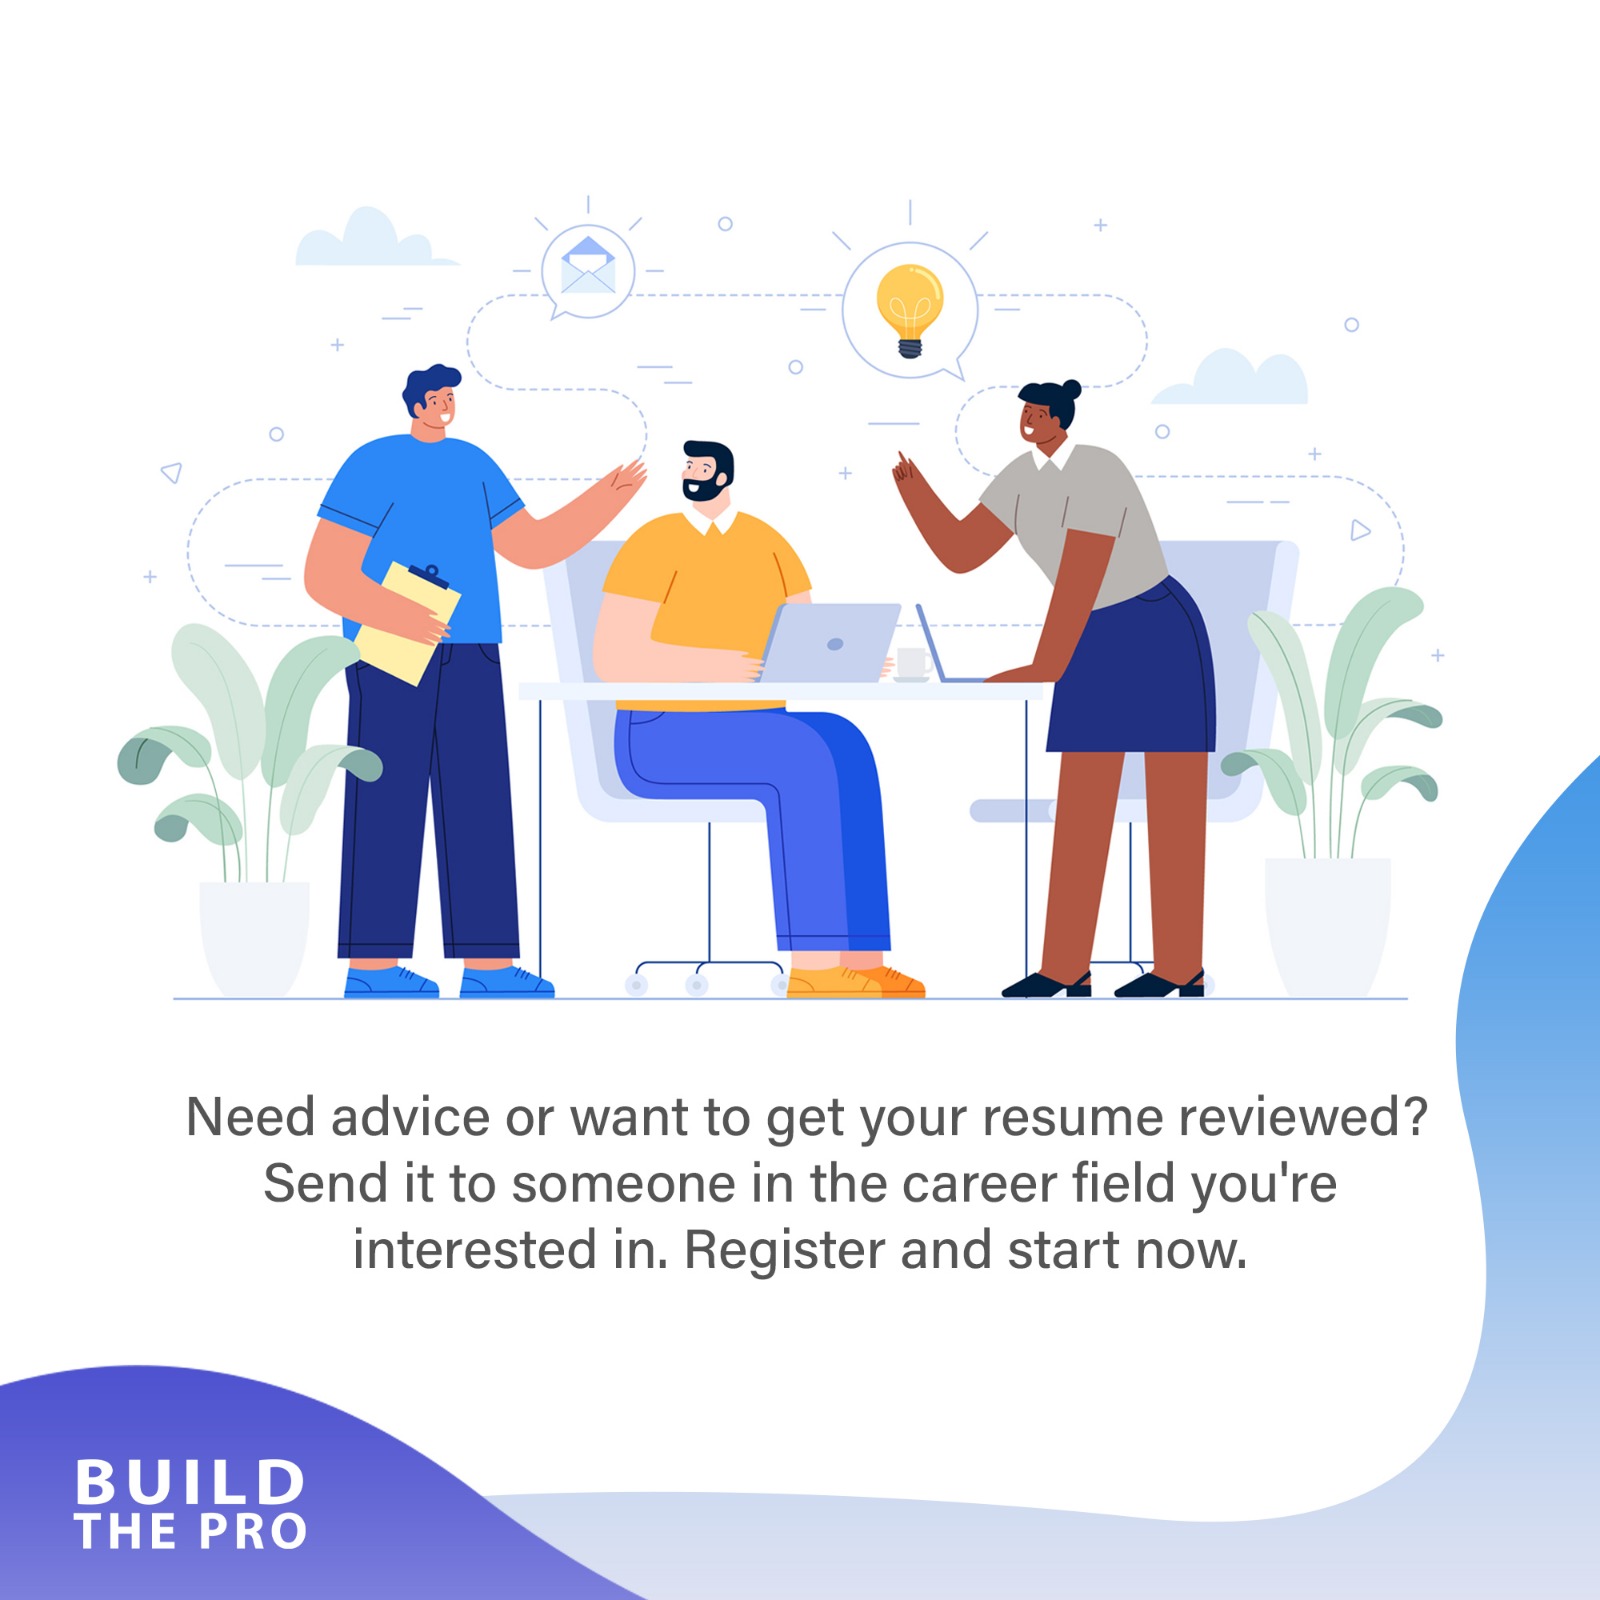 Need advice or want to get your resume reviewed?
Send it to someone in the career field you're
interested in. Register and start now.
BUILD
THE PRO